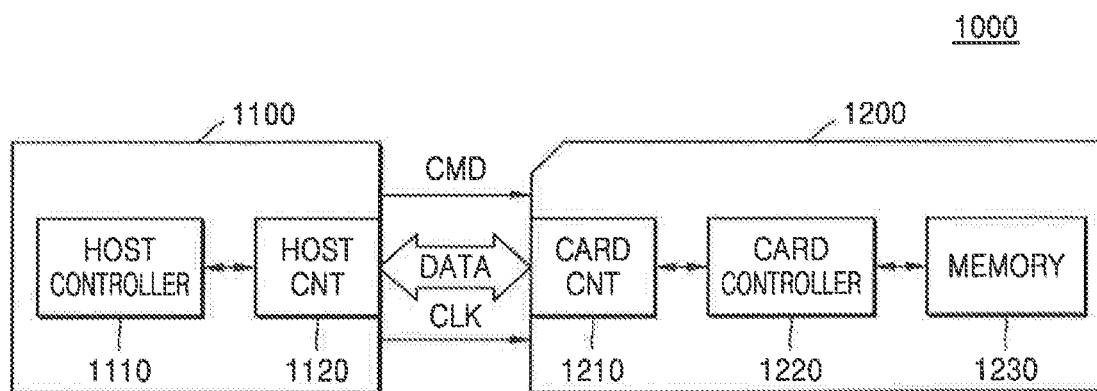 1000
1100
1200
CMD
HOST
CONTROLLER
HOST
CNT
DATA
CARD
CNT
CARD
CONTROLLER
MEMORY
CLK
1110
1120
1210
1220
1230